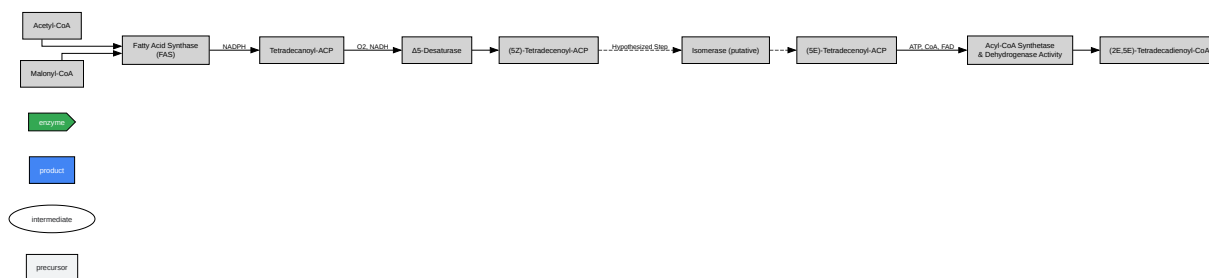 Acetyl-CoA
Malonyl-CoA
Fatty Acid Synthase
(FAS)
NADPH
Tetradecanoyl-ACP
O2, NADH
Δ5-Desaturase
(5Z)-Tetradecenoyl-ACP
Hypothesized Step
Isomerase (putative)
(5E)-Tetradecenoyl-ACP
ATP, CoA, FAD
Acyl-CoA Synthetase
& Dehydrogenase Activity
(2E,5E)-Tetradecadienoyl-CoA
enzyme
product
intermediate
precursor